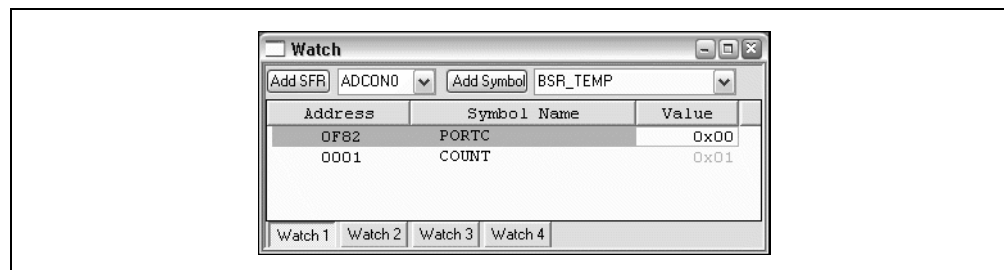 Watch
Add SFR ADCON0 Add Symbol BSR_TEMP
Address Symbol Name Value
0F82 PORTC 0x00
0001 COUNT 0x01
Watch 1 Watch 2 Watch 3 Watch 4